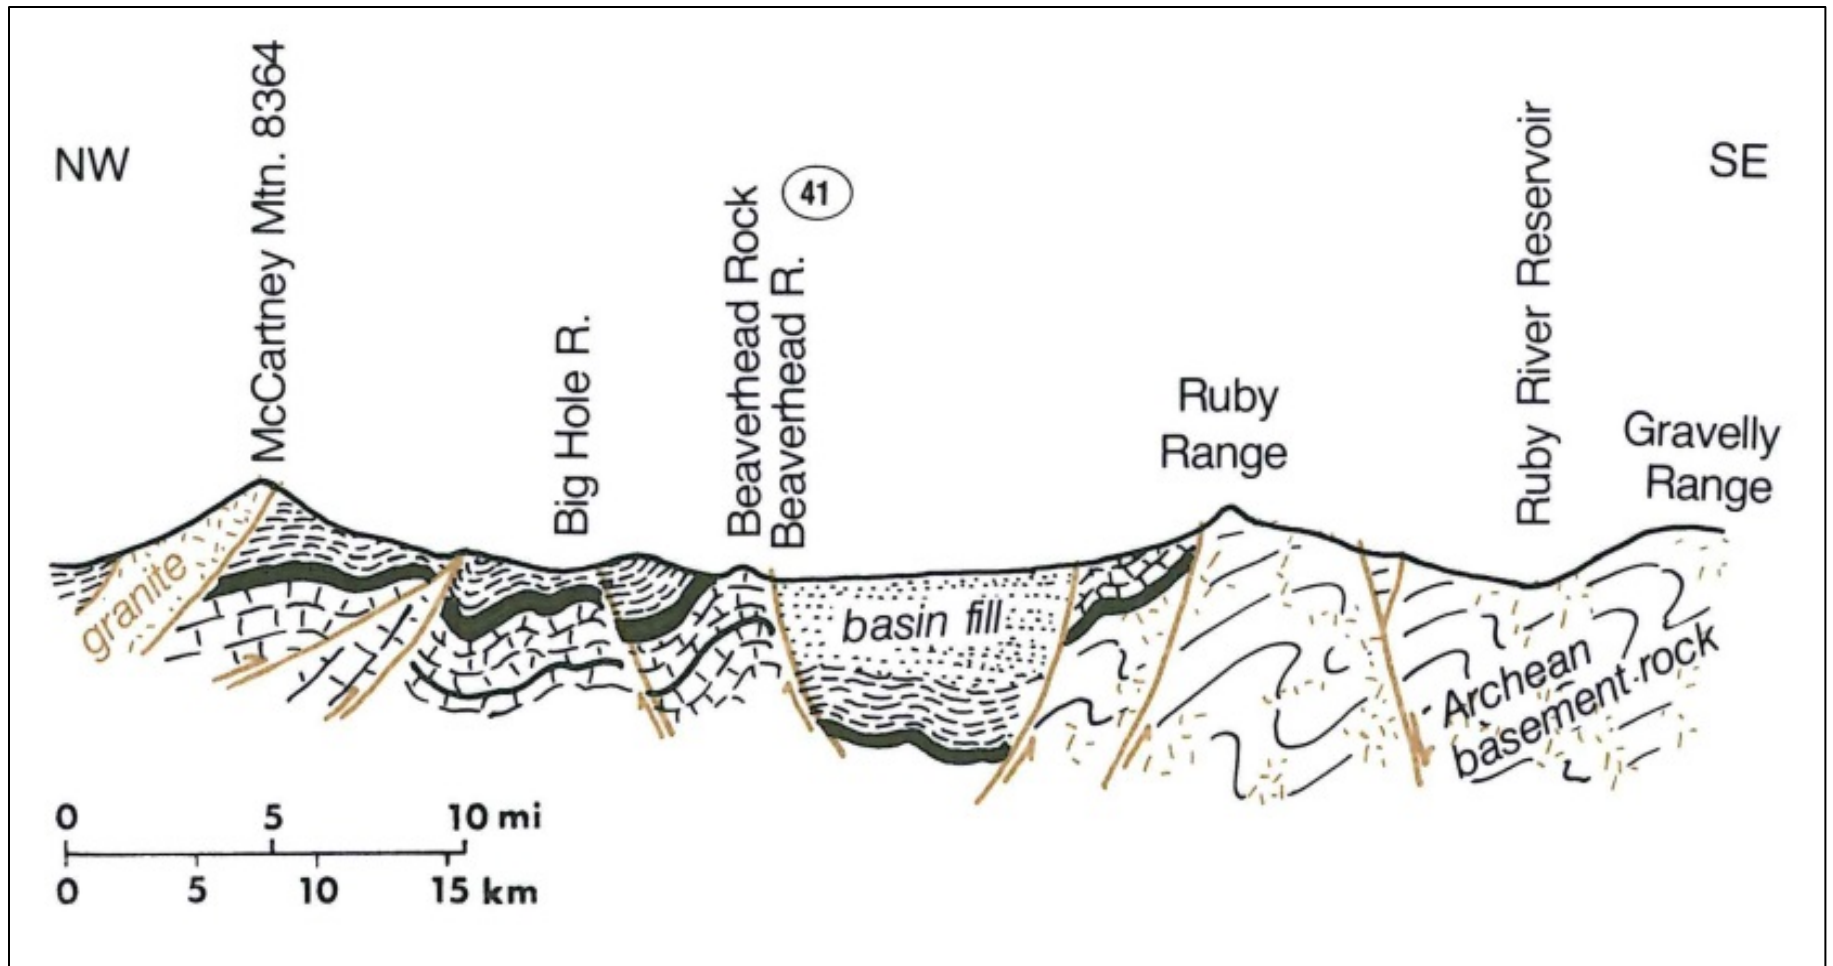 NW
McCartney Mtn. 8364
Big Hole R.
Beaverhead Rock
Beaverhead R.
41
Ruby
Range
Ruby River Reservoir
SE
Gravelly
Range
granite
basin fill
Archean
basement rock
0 5 10 mi
0 5 10 15 km